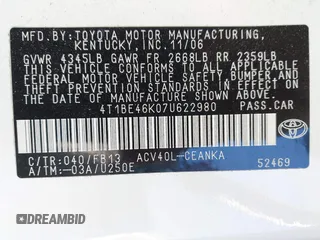 MFD. BY: TOYOTA MOTOR MANUFACTURING,
KENTUCKY, INC. 11/06
GVWR 4345LB GAWR FR 2668LB RR 2359LB
THIS VEHICLE CONFORMS TO ALL APPLICABLE
FEDERAL MOTOR VEHICLE SAFETY, BUMPER, AND
THEFT PREVENTION STANDARDS IN EFFECT ON
THE DATE OF MANUFACTURE SHOWN ABOVE.
4T1BE46K07U622980 PASS.CAR
C/TR:040/FB13 ACV40L-CEANKA
A/TM:-03A/U250E 52469
TOYOTA
© DCBID